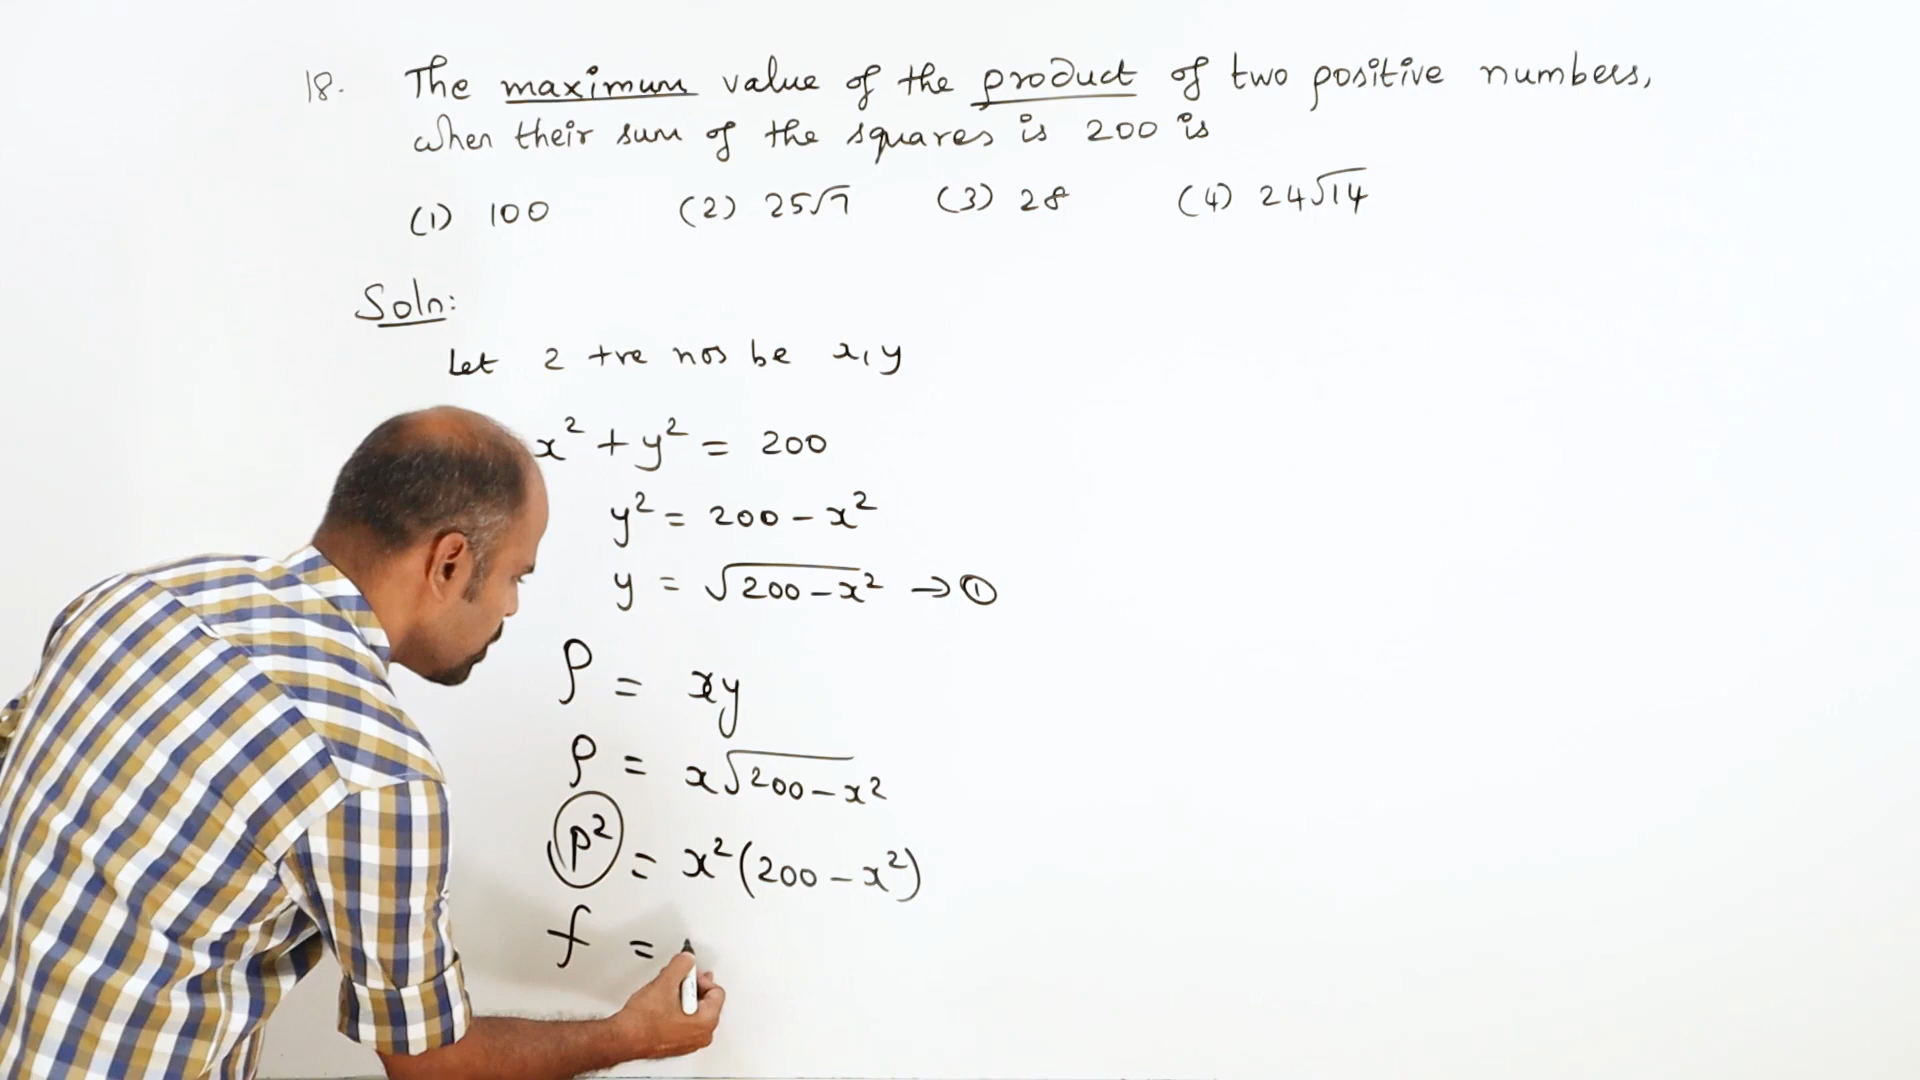 18. The maximum value of the product of two positive numbers,
when their sum of the squares is 200 is
(1) 100 (2) 25√7 (3) 28 (4) 24√14
Soln:
Let 2 +ve nos be x, y
x² + y² = 200
y² = 200 - x²
y = √200 - x² → ①
P = xy
P = x√200 - x²
P² = x²(200 - x²)
f =